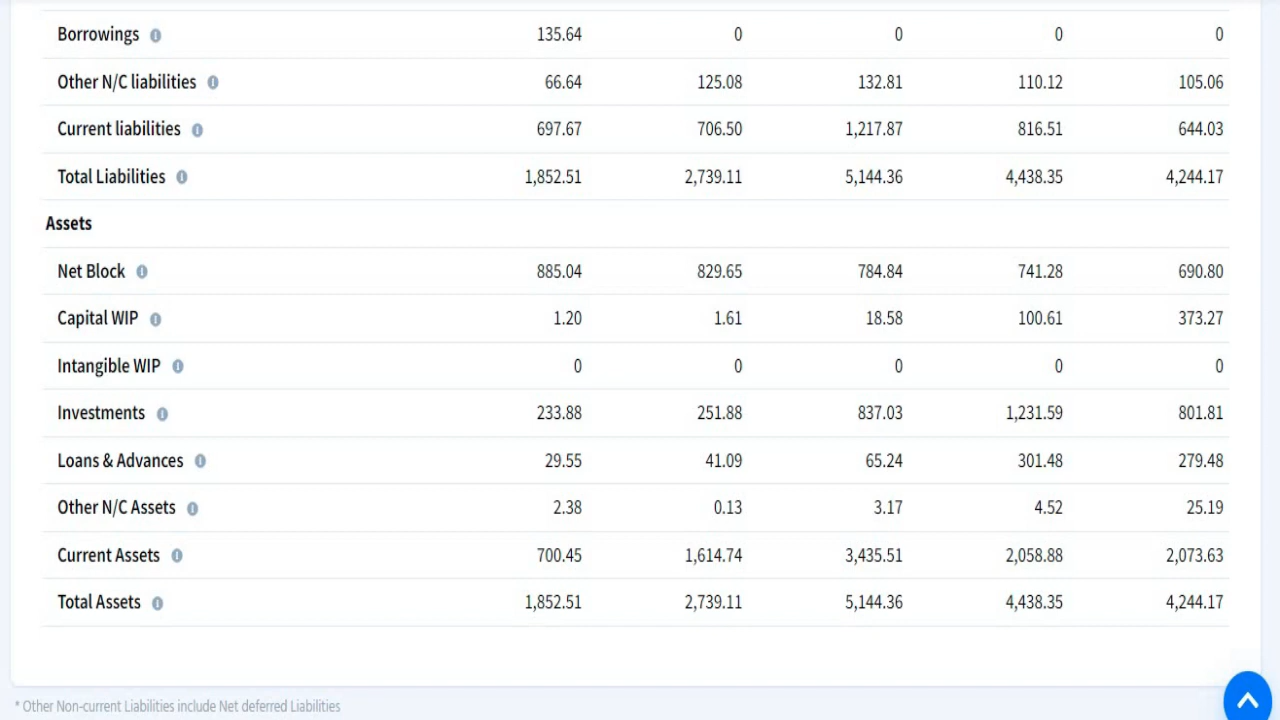 Borrowings 135.64 0 0 0 0
Other N/C liabilities 66.64 125.08 132.81 110.12 105.06
Current liabilities 697.67 706.50 1,217.87 816.51 644.03
Total Liabilities 1,852.51 2,739.11 5,144.36 4,438.35 4,244.17
Assets
Net Block 885.04 829.65 784.84 741.28 690.80
Capital WIP 1.20 1.61 18.58 100.61 373.27
Intangible WIP 0 0 0 0 0
Investments 233.88 251.88 837.03 1,231.59 801.81
Loans & Advances 29.55 41.09 65.24 301.48 279.48
Other N/C Assets 2.38 0.13 3.17 4.52 25.19
Current Assets 700.45 1,614.74 3,435.51 2,058.88 2,073.63
Total Assets 1,852.51 2,739.11 5,144.36 4,438.35 4,244.17
* Other Non-current Liabilities include Net deferred Liabilities